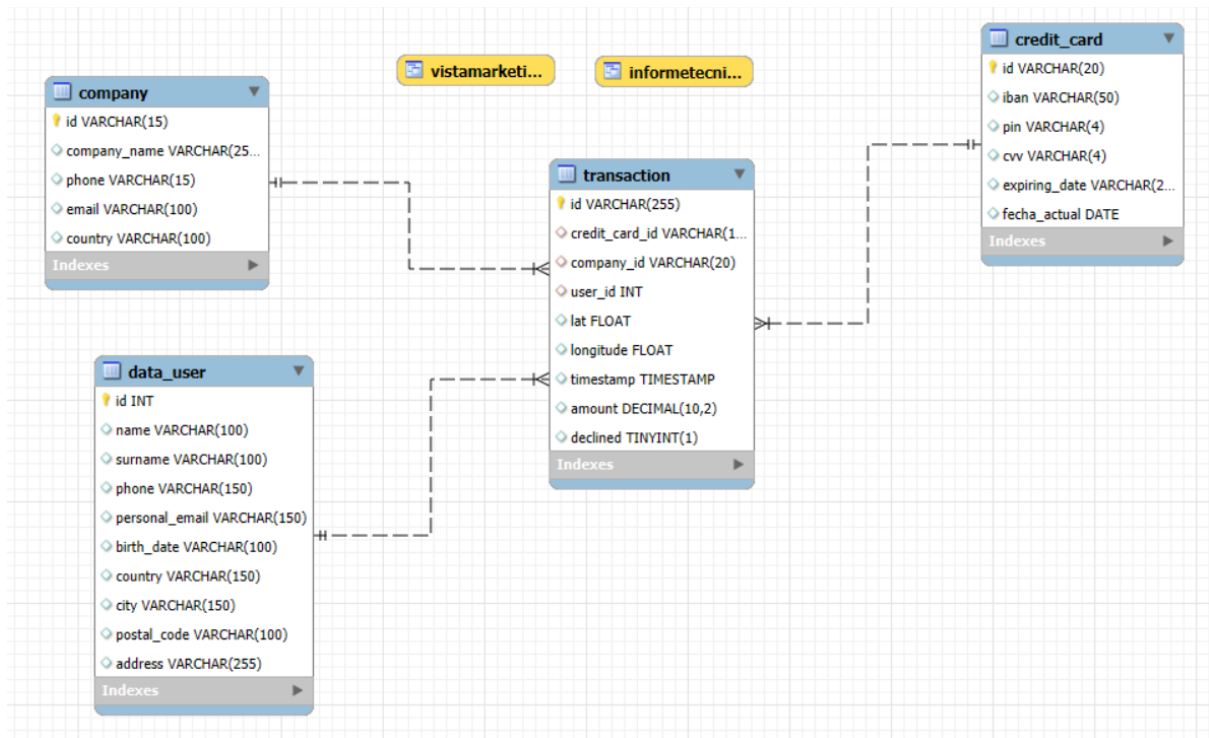 vistamarketi...
informetecni...
company
id VARCHAR(15)
company_name VARCHAR(25...
phone VARCHAR(15)
email VARCHAR(100)
country VARCHAR(100)
Indexes
data_user
id INT
name VARCHAR(100)
surname VARCHAR(100)
phone VARCHAR(150)
personal_email VARCHAR(150)
birth_date VARCHAR(100)
country VARCHAR(150)
city VARCHAR(150)
postal_code VARCHAR(100)
address VARCHAR(255)
Indexes
transaction
id VARCHAR(255)
credit_card_id VARCHAR(1...
company_id VARCHAR(20)
user_id INT
lat FLOAT
longitude FLOAT
timestamp TIMESTAMP
amount DECIMAL(10,2)
declined TINYINT(1)
Indexes
credit_card
id VARCHAR(20)
iban VARCHAR(50)
pin VARCHAR(4)
cvv VARCHAR(4)
expiring_date VARCHAR(2...
fecha_actual DATE
Indexes